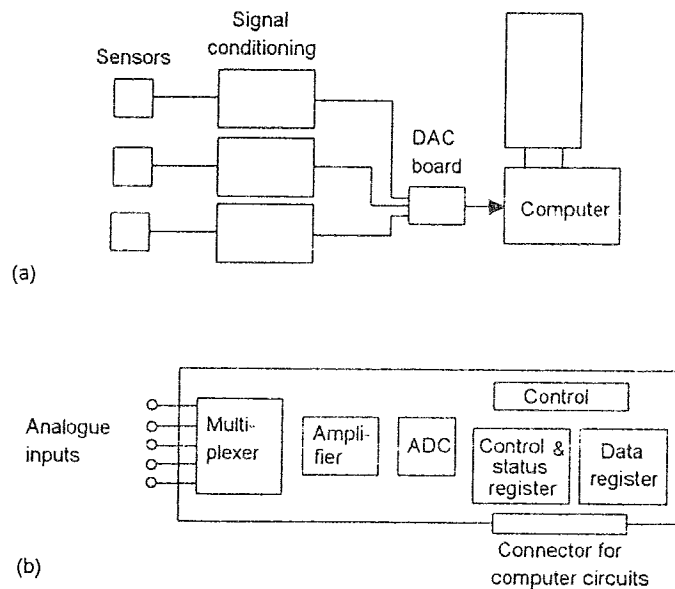 Signal
conditioning
Sensors
DAC
board
Computer
(a)
Control
Analogue
inputs
Multi-
plexer
Ampli-
fier
ADC
Control &
status
register
Data
register
Connector for
computer circuits
(b)